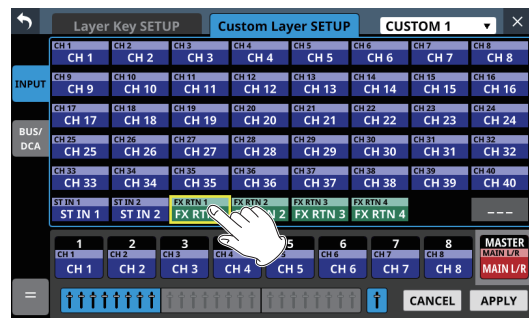 Layer Key SETUP Custom Layer SETUP CUSTOM 1
CH 1 CH 2 CH 3 CH 4 CH 5 CH 6 CH 7 CH 8
CH 1 CH 2 CH 3 CH 4 CH 5 CH 6 CH 7 CH 8
INPUT
CH 9 CH 10 CH 11 CH 12 CH 13 CH 14 CH 15 CH 16
CH 9 CH 10 CH 11 CH 12 CH 13 CH 14 CH 15 CH 16
CH 17 CH 18 CH 19 CH 20 CH 21 CH 22 CH 23 CH 24
CH 17 CH 18 CH 19 CH 20 CH 21 CH 22 CH 23 CH 24
BUS/
DCA
CH 25 CH 26 CH 27 CH 28 CH 29 CH 30 CH 31 CH 32
CH 25 CH 26 CH 27 CH 28 CH 29 CH 30 CH 31 CH 32
CH 33 CH 34 CH 35 CH 36 CH 37 CH 38 CH 39 CH 40
CH 33 CH 34 CH 35 CH 36 CH 37 CH 38 CH 39 CH 40
ST IN 1 ST IN 2 FX RTN 1 FX RTN 2 FX RTN 3 FX RTN 4
ST IN 1 ST IN 2 FX 2 FX RTN 3 FX RTN 4 ---
1 2 3 5 6 7 8 MASTER
CH 1 CH 2 CH 3 CH 4 CH 5 CH 6 CH 7 CH 8 MAIN L/R
CH 1 CH 2 CH 3 CH 4 CH 5 CH 6 CH 7 CH 8 MAIN L/R
CANCEL APPLY